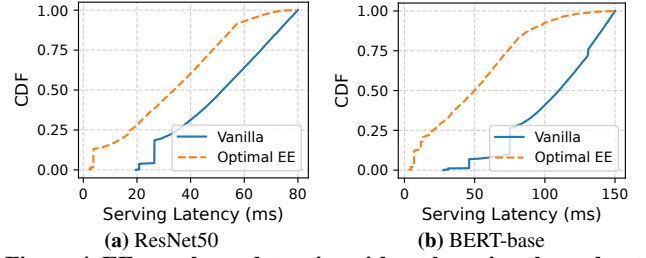 1.00
0.75
0.50
0.25
0.00
CDF
0 20 40 60 80
Serving Latency (ms)
Vanilla
Optimal EE
(a) ResNet50
1.00
0.75
0.50
0.25
0.00
CDF
0 50 100 150
Serving Latency (ms)
Vanilla
Optimal EE
(b) BERT-base